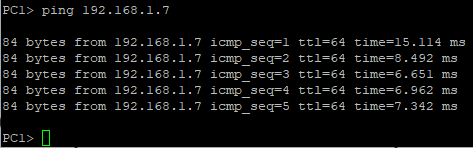 PC1> ping 192.168.1.7
84 bytes from 192.168.1.7 icmp_seq=1 ttl=64 time=15.114 ms
84 bytes from 192.168.1.7 icmp_seq=2 ttl=64 time=8.492 ms
84 bytes from 192.168.1.7 icmp_seq=3 ttl=64 time=6.651 ms
84 bytes from 192.168.1.7 icmp_seq=4 ttl=64 time=6.962 ms
84 bytes from 192.168.1.7 icmp_seq=5 ttl=64 time=7.342 ms
PC1>